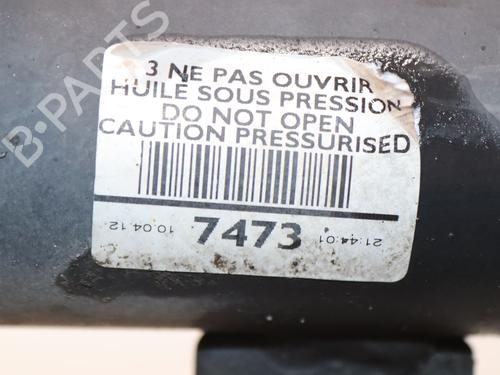 3 NE PAS OUVRIR
HUILE SOUS PRESSION
DO NOT OPEN
CAUTION PRESSURISED
10.04.12 7473 21:44:01
B-PARTS